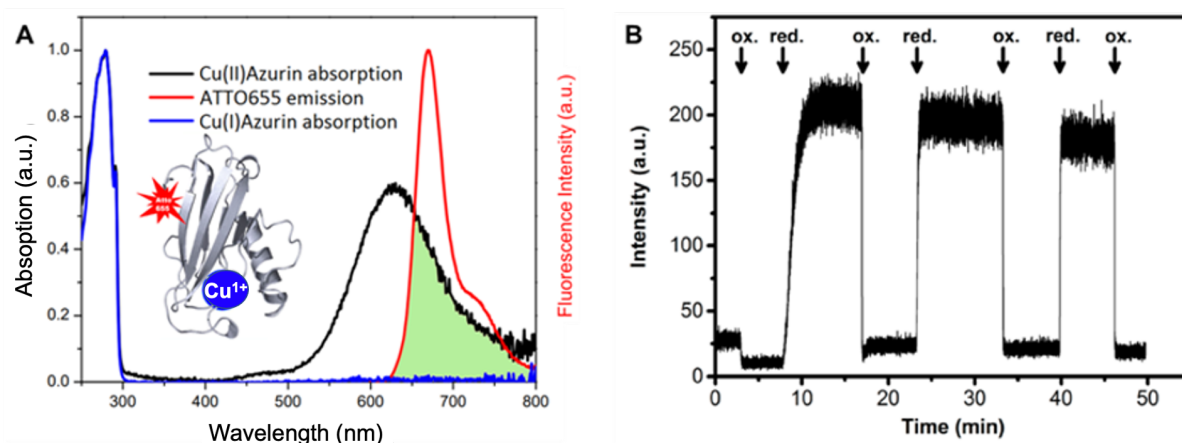 A
Cu(II)Azurin absorption
ATTO655 emission
Cu(I)Azurin absorption
Cu¹⁺
Absoption (a.u.)
1.0
0.8
0.6
0.4
0.2
0.0
300
400
500
600
700
800
Wavelength (nm)
Fluorescence Intensity (a.u.)
B
ox.
red.
ox.
red.
ox.
red.
ox.
Intensity (a.u.)
250
200
150
100
50
0
0
10
20
30
40
50
Time (min)